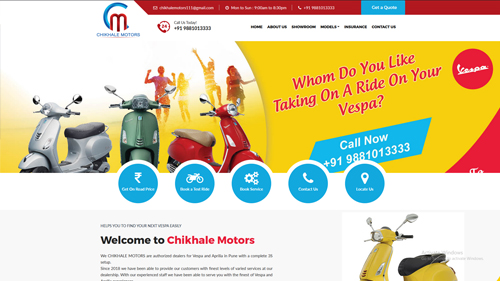 chikhalemotors111@gmail.com
Mon to Sun - 9:00am to 8:00pm
+91 9881013333
Get a Quote
CM
CHIKHALE MOTORS
Call Us Today!
+91 9881013333
HOME
ABOUT US
SHOWROOM
MODELS
INSURANCE
CONTACT US
Whom Do You Like
Taking On A Ride On Your
Vespa?
Vespa
Call Now
+91 9881013333
To
Get On Road Price
Book a Test Ride
Book Service
Contact Us
Locate Us
HELPS YOU TO FIND YOUR NEXT VESPA EASILY
Welcome to Chikhale Motors
We CHIKHALE MOTORS are authorized dealers for Vespa and Aprilia in Pune with a complete 3S
setup.
Since 2018 we have been able to provide our customers with finest levels of varied services at our
dealership. With our experienced staff we have been able to serve you with the finest of Vespa and